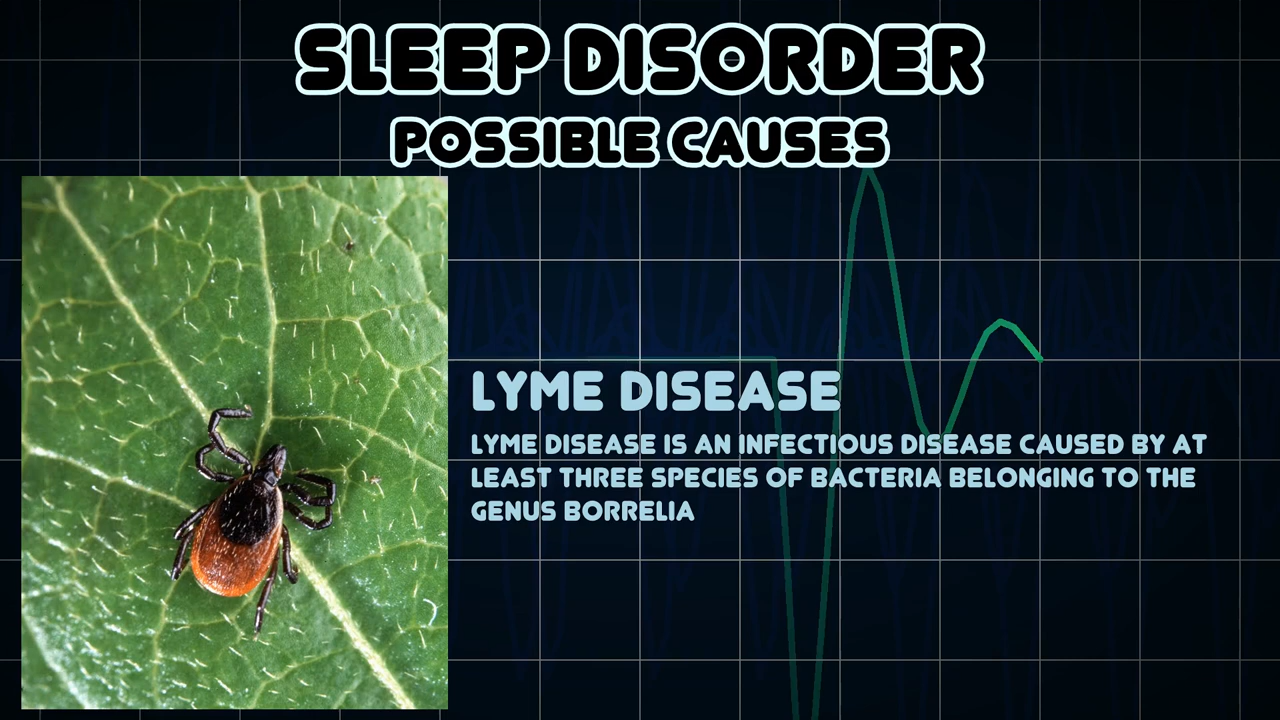 SLEEP DISORDER
POSSIBLE CAUSES
LYME DISEASE
LYME DISEASE IS AN INFECTIOUS DISEASE CAUSED BY AT
LEAST THREE SPECIES OF BACTERIA BELONGING TO THE
GENUS BORRELIA